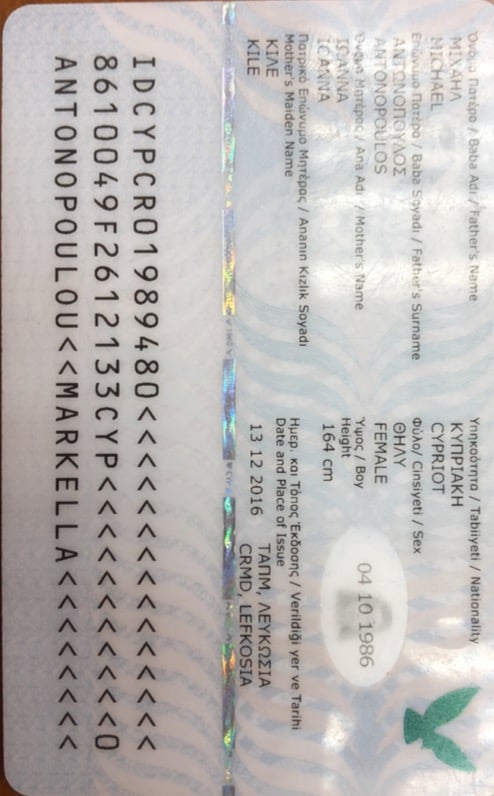 Όνομα Πατέρα / Baba Adı / Father's Name
ΜΙΧΑΗΛ
MICHAEL
Επώνυμο Πατέρα / Baba Soyadı / Father's Surname
ΑΝΤΩΝΟΠΟΥΛΟΣ
ANTONOPOULOS
Όνομα Μητέρας / Ana Adı / Mother's Name
ΙΩΑΝΝΑ
IOANNA
Πατρικό Επώνυμο Μητέρας / Ananın Kızlık Soyadı
Mother's Maiden Name
ΚΙΛΕ
KILE
Υπηκοότητα / Tabiiyeti / Nationality
ΚΥΠΡΙΑΚΗ
CYPRIOT
Φύλο / Cinsiyeti / Sex
ΘΗΛΥ
FEMALE
Ύψος / Boy
Height
164 cm
04 10 1986
Ημερ. και Τόπος Έκδοσης / Verildiği yer ve Tarihi
Date and Place of Issue
13 12 2016 ΤΑΠΜ, ΛΕΥΚΩΣΙΑ
CRMD, LEFKOSIA
IDCYPCR01989480<<<<<<<<<<<<<<<
8610049F2612133CYP<<<<<<<<<<<0
ANTONOPOULOU<<MARKELLA<<<<<<<<